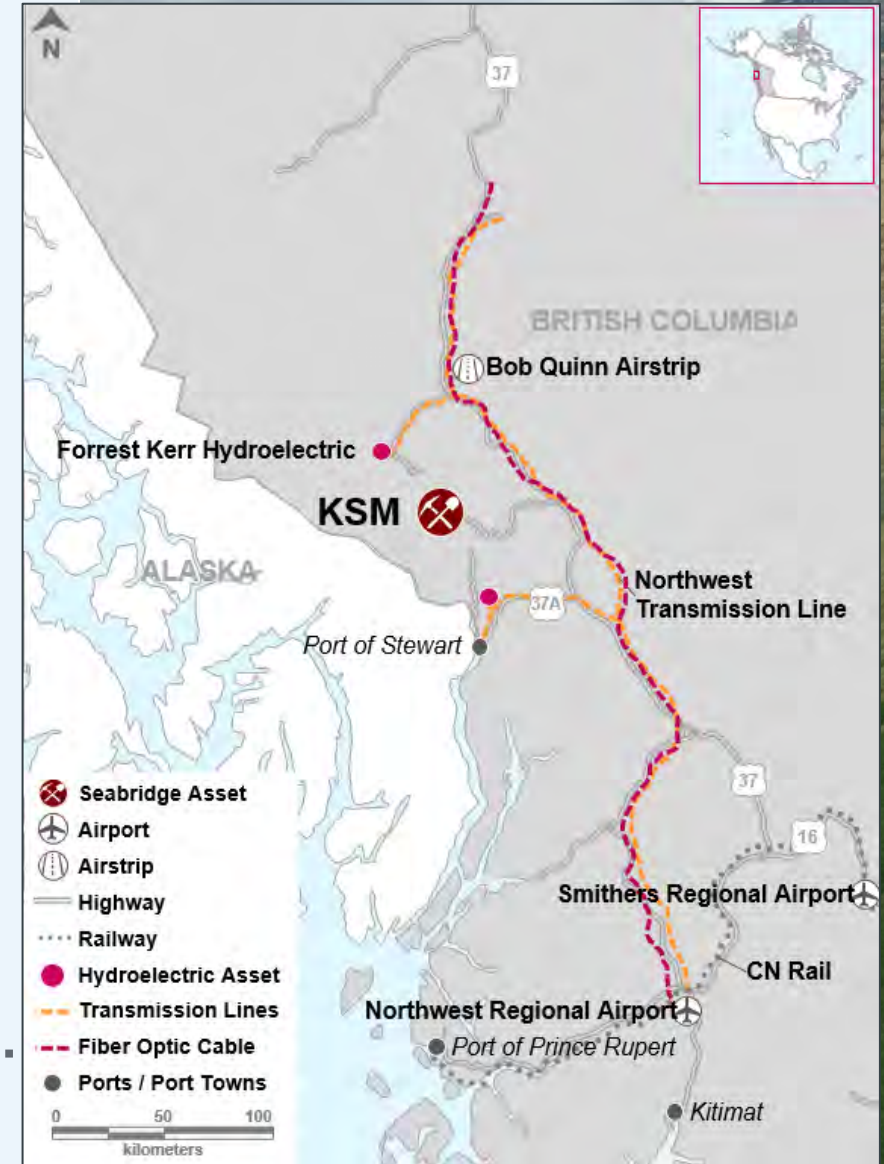 N
37
BRITISH COLUMBIA
Bob Quinn Airstrip
Forrest Kerr Hydroelectric
KSM
ALASKA
37A
Northwest
Transmission Line
Port of Stewart
37
16
Smithers Regional Airport
CN Rail
Northwest Regional Airport
Port of Prince Rupert
Kitimat
Seabridge Asset
Airport
Airstrip
Highway
Railway
Hydroelectric Asset
Transmission Lines
Fiber Optic Cable
Ports / Port Towns
0 50 100
kilometers